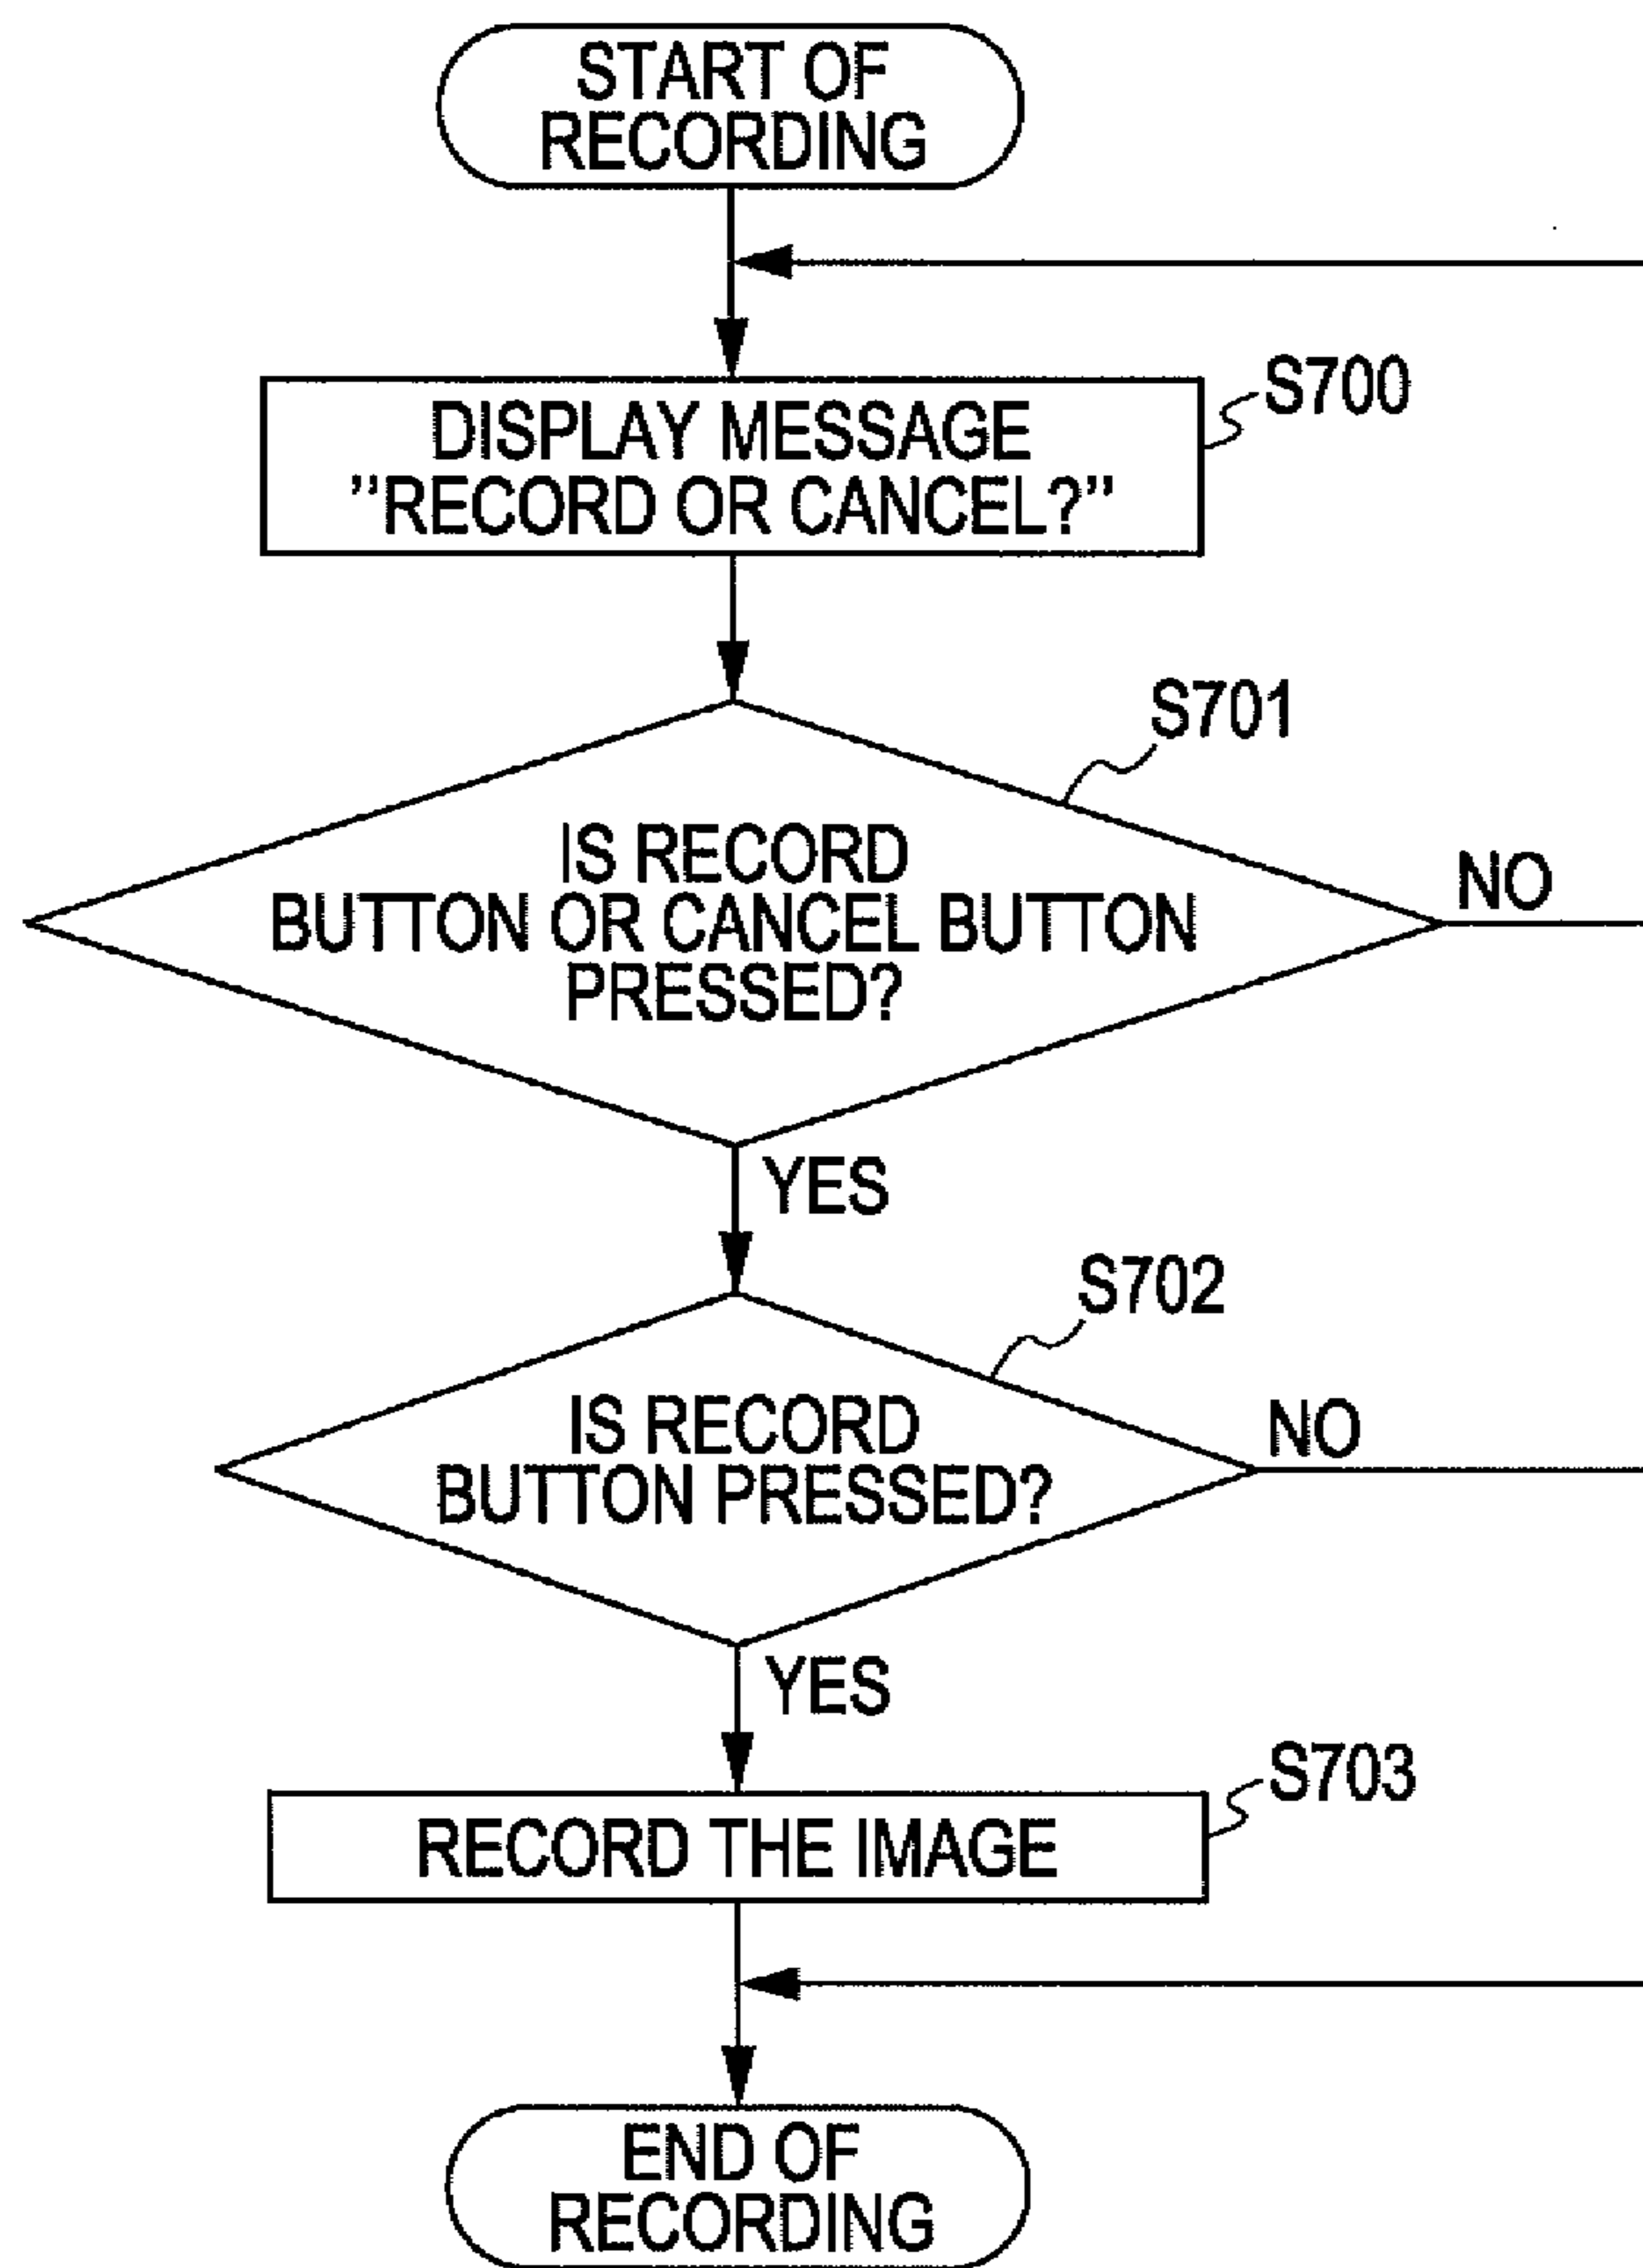 START OF
RECORDING
S700
DISPLAY MESSAGE
"RECORD OR CANCEL?"
S701
IS RECORD
BUTTON OR CANCEL BUTTON
PRESSED?
NO
YES
S702
IS RECORD
BUTTON PRESSED?
NO
YES
S703
RECORD THE IMAGE
END OF
RECORDING